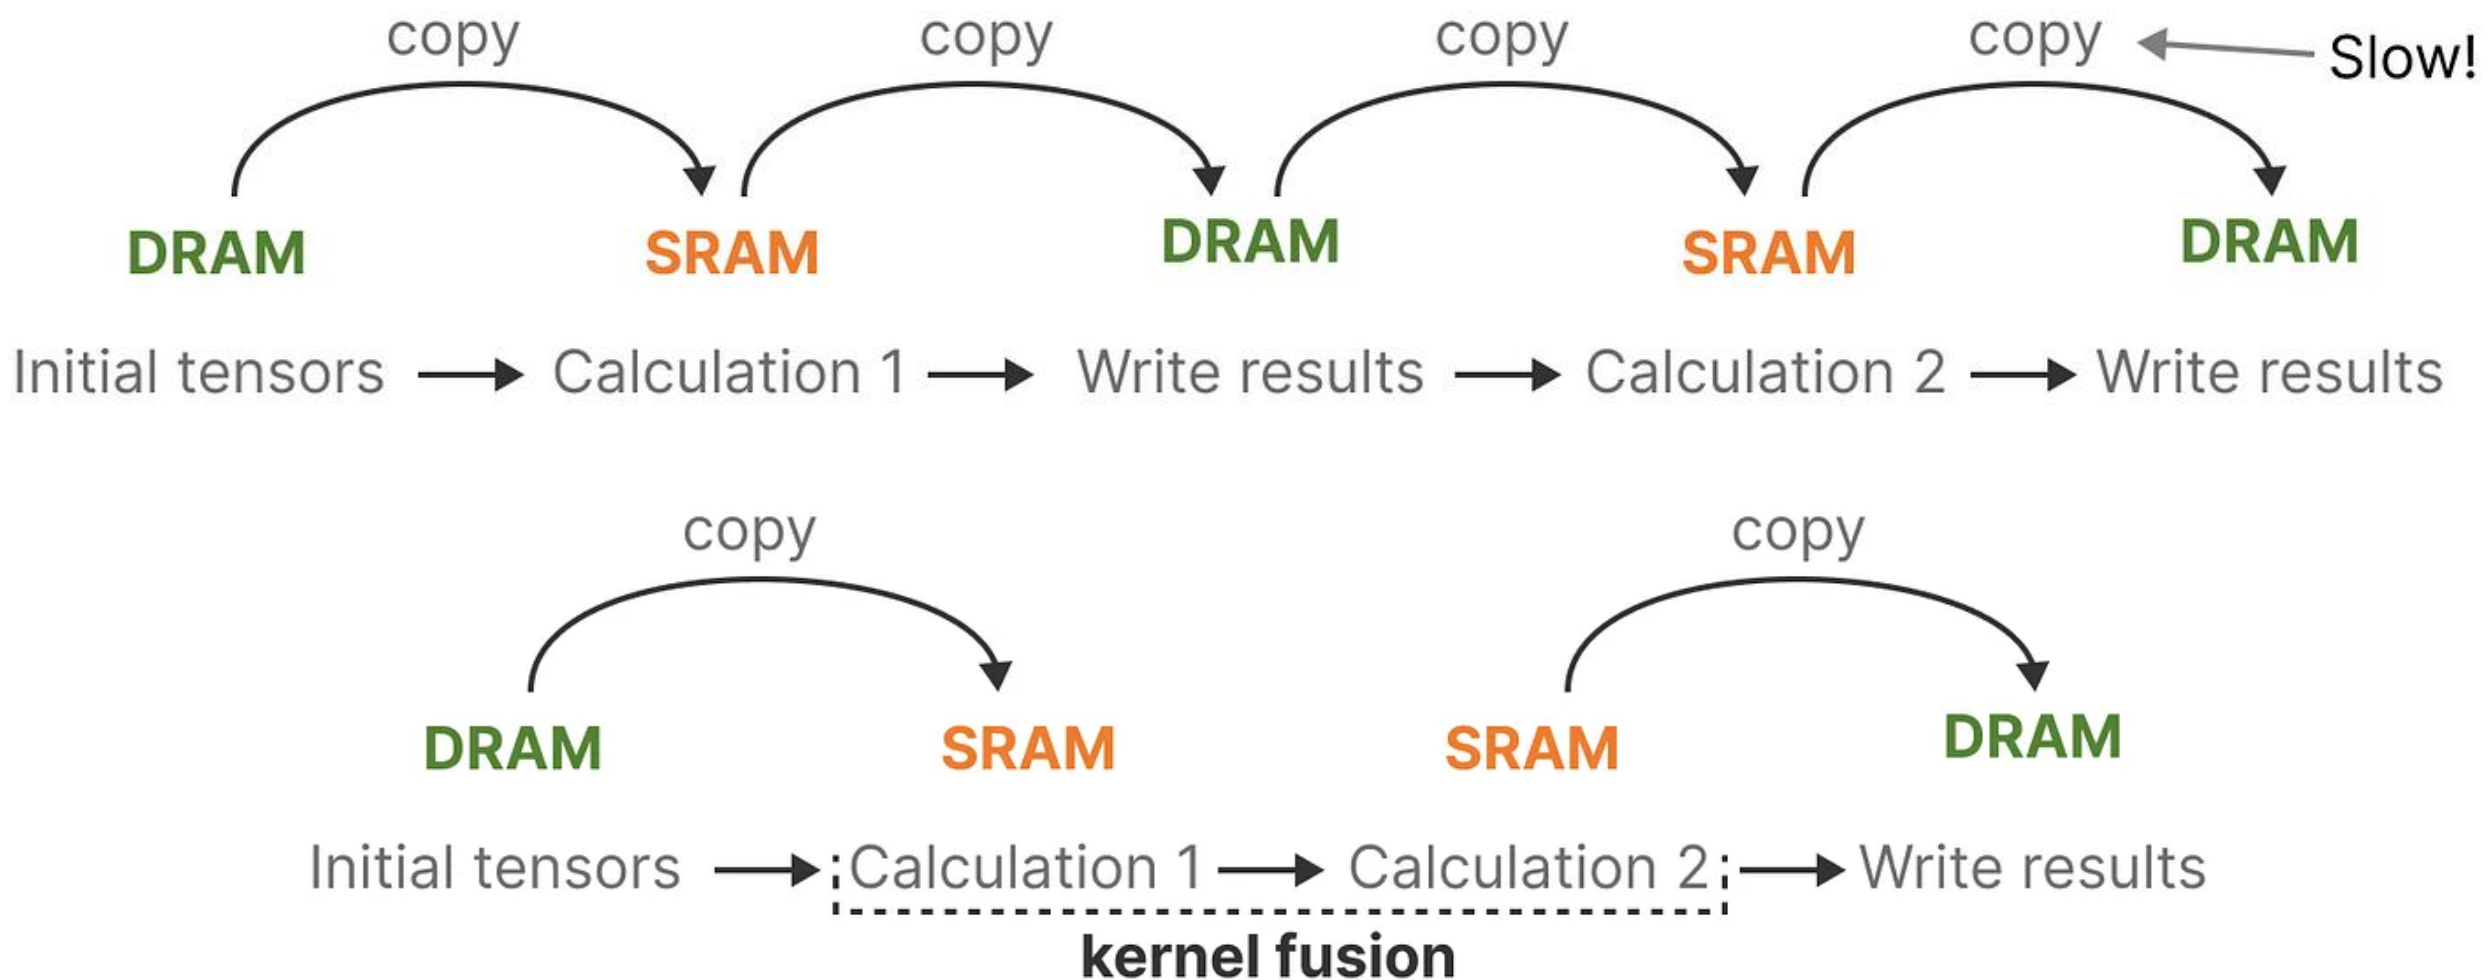 copy copy copy copy Slow!
DRAM SRAM DRAM SRAM DRAM
Initial tensors Calculation 1 Write results Calculation 2 Write results
copy copy
DRAM SRAM SRAM DRAM
Initial tensors Calculation 1 Calculation 2 Write results
kernel fusion